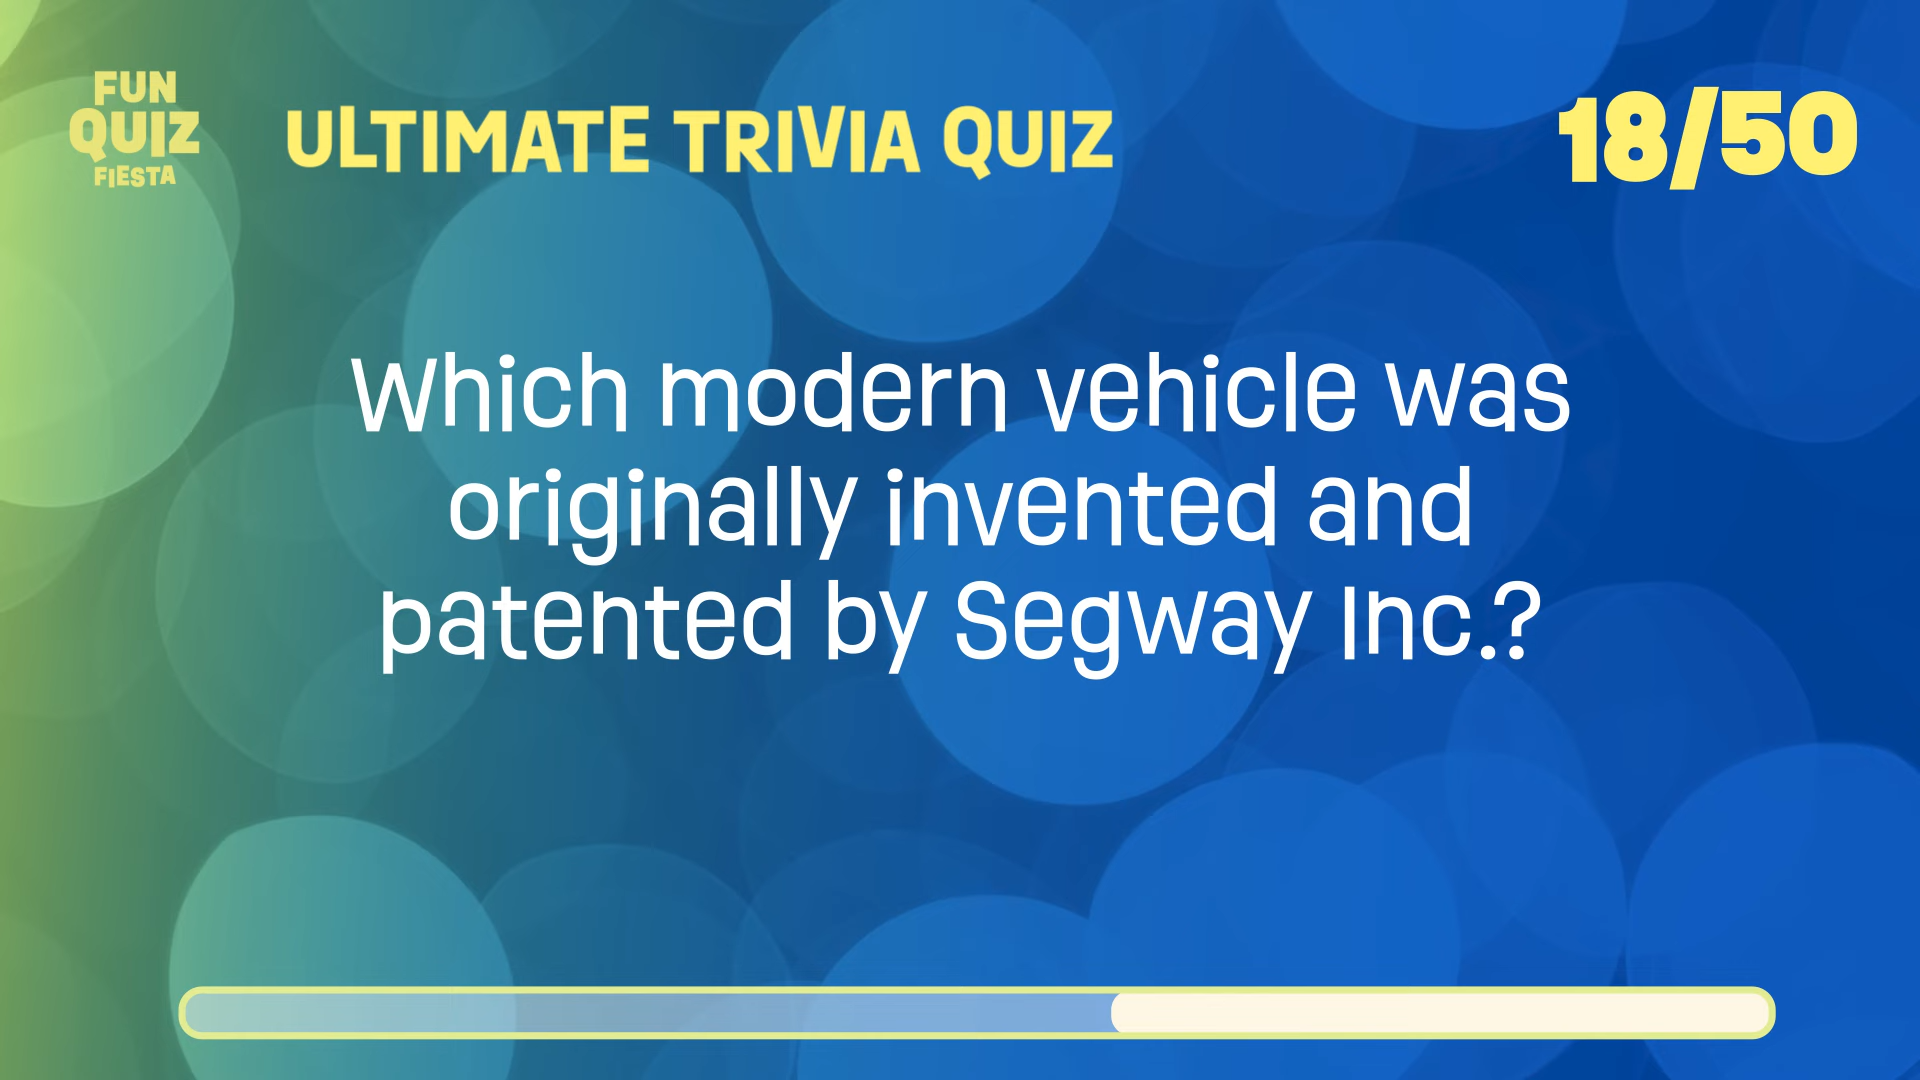 FUN
QUIZ
FIESTA
ULTIMATE TRIVIA QUIZ
18/50
Which modern vehicle was
originally invented and
patented by Segway Inc.?